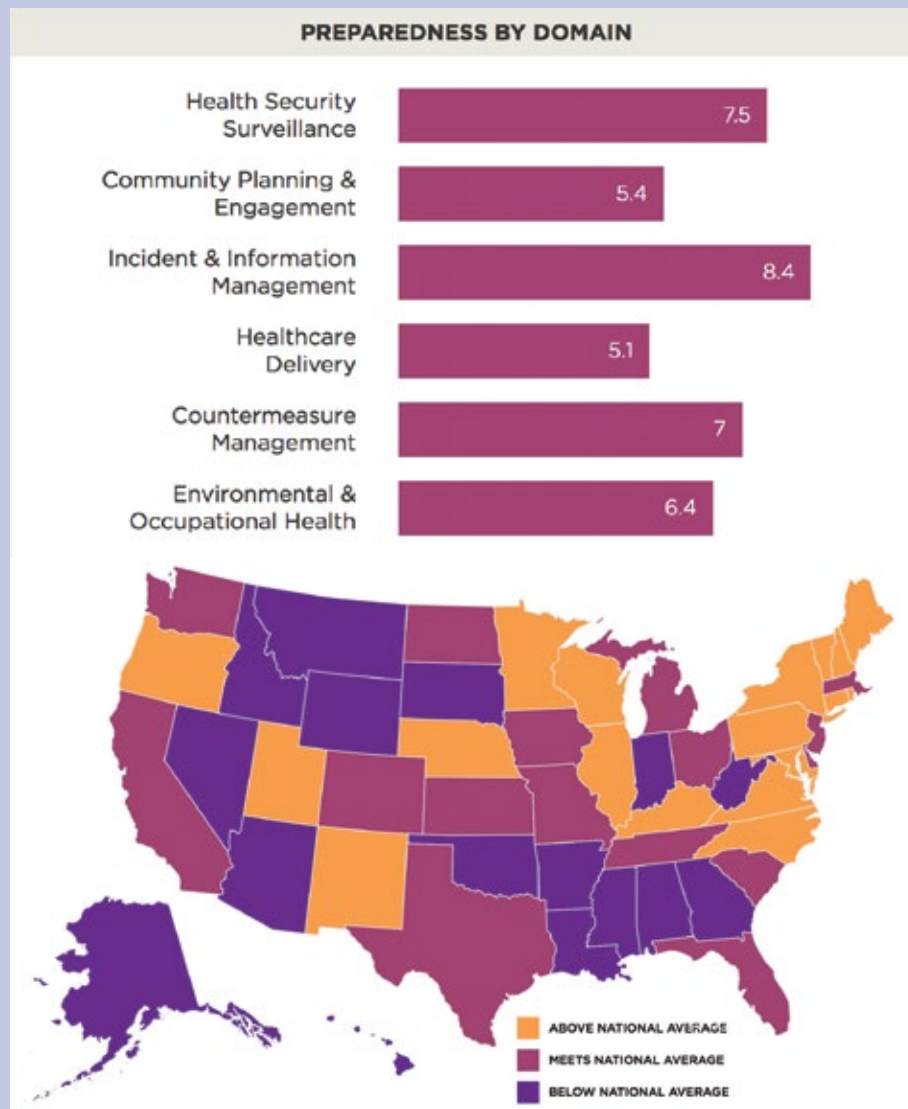 PREPAREDNESS BY DOMAIN
Health Security
Surveillance
7.5
Community Planning &
Engagement
5.4
Incident & Information
Management
8.4
Healthcare
Delivery
5.1
Countermeasure
Management
7
Environmental &
Occupational Health
6.4
ABOVE NATIONAL AVERAGE
MEETS NATIONAL AVERAGE
BELOW NATIONAL AVERAGE